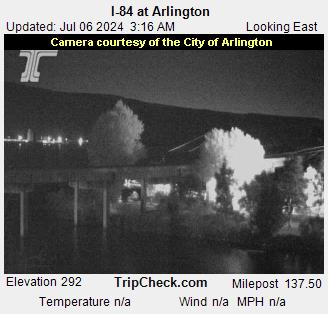 I-84 at Arlington
Updated: Jul 06 2024 3:16 AM Looking East
Camera courtesy of the City of Arlington
Elevation 292 TripCheck.com Milepost 137.50
Temperature n/a Wind n/a MPH n/a